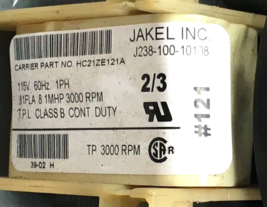 JAKEL INC.
J238-100-10108
CARRIER PART NO. HC21ZE121A
115V 60Hz. 1PH
.81FLA 8.1MHP 3000 RPM
T.P.L. CLASS B CONT. DUTY
2/3
#121
TP 3000 RPM
39-02 H